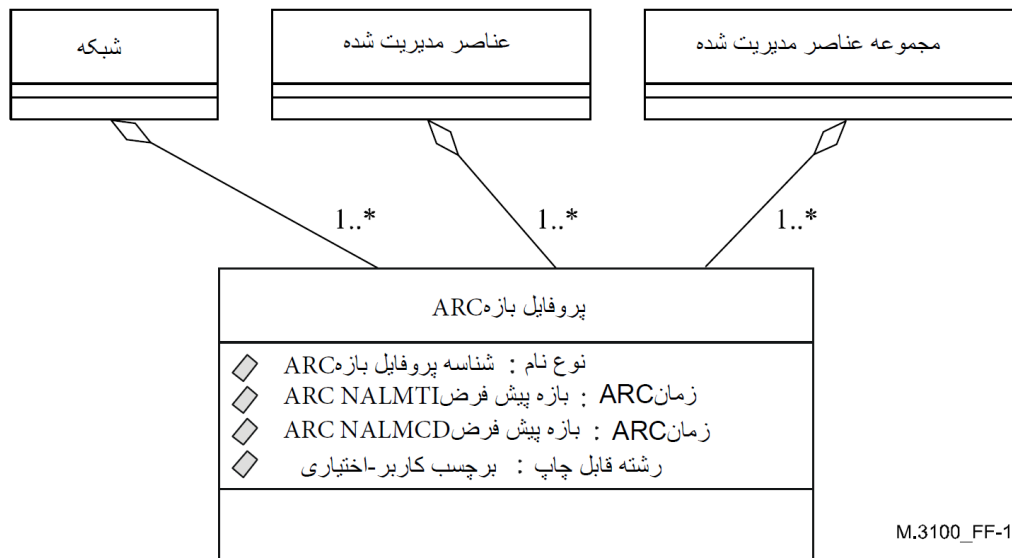 شبکه
عناصر مدیریت شده
مجموعه عناصر مدیریت شده
1..*
1..*
1..*
پروفایل بازهARC
نوع نام : شناسه پروفایل بازهARC
زمانARC : بازه پیش فرضARC NALMTI
زمانARC : بازه پیش فرضARC NALMCD
رشته قابل چاپ : برچسب کاربر-اختیاری
M.3100_FF-1